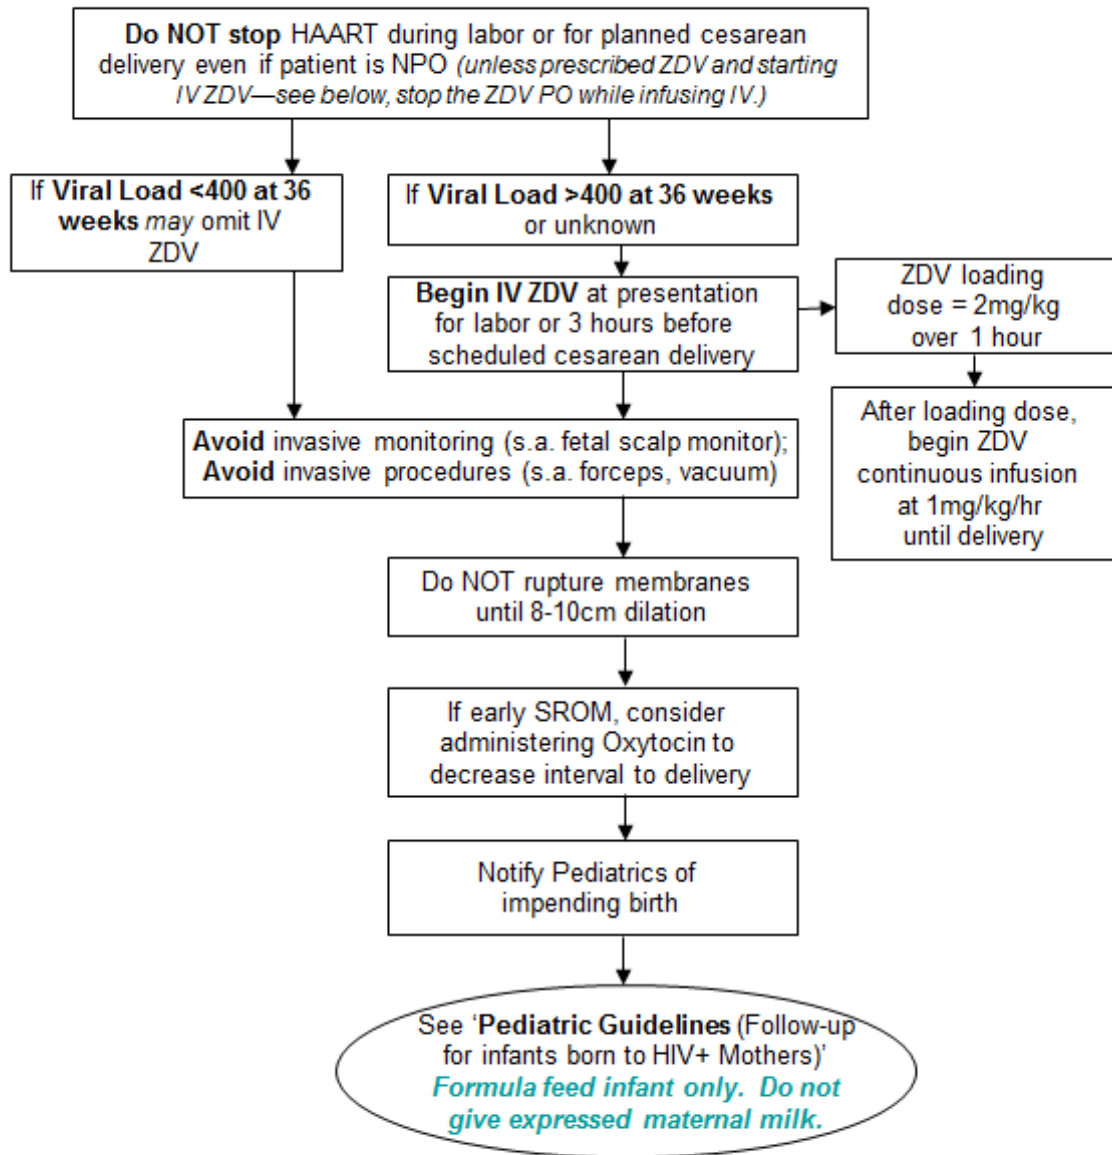 Do NOT stop HAART during labor or for planned cesarean
delivery even if patient is NPO (unless prescribed ZDV and starting
IV ZDV—see below, stop the ZDV PO while infusing IV.)
If Viral Load <400 at 36
weeks may omit IV
ZDV
If Viral Load >400 at 36 weeks
or unknown
Begin IV ZDV at presentation
for labor or 3 hours before
scheduled cesarean delivery
ZDV loading
dose = 2mg/kg
over 1 hour
After loading dose,
begin ZDV
continuous infusion
at 1mg/kg/hr
until delivery
Avoid invasive monitoring (s.a. fetal scalp monitor);
Avoid invasive procedures (s.a. forceps, vacuum)
Do NOT rupture membranes
until 8-10cm dilation
If early SROM, consider
administering Oxytocin to
decrease interval to delivery
Notify Pediatrics of
impending birth
See ‘Pediatric Guidelines (Follow-up
for infants born to HIV+ Mothers)’
Formula feed infant only. Do not
give expressed maternal milk.